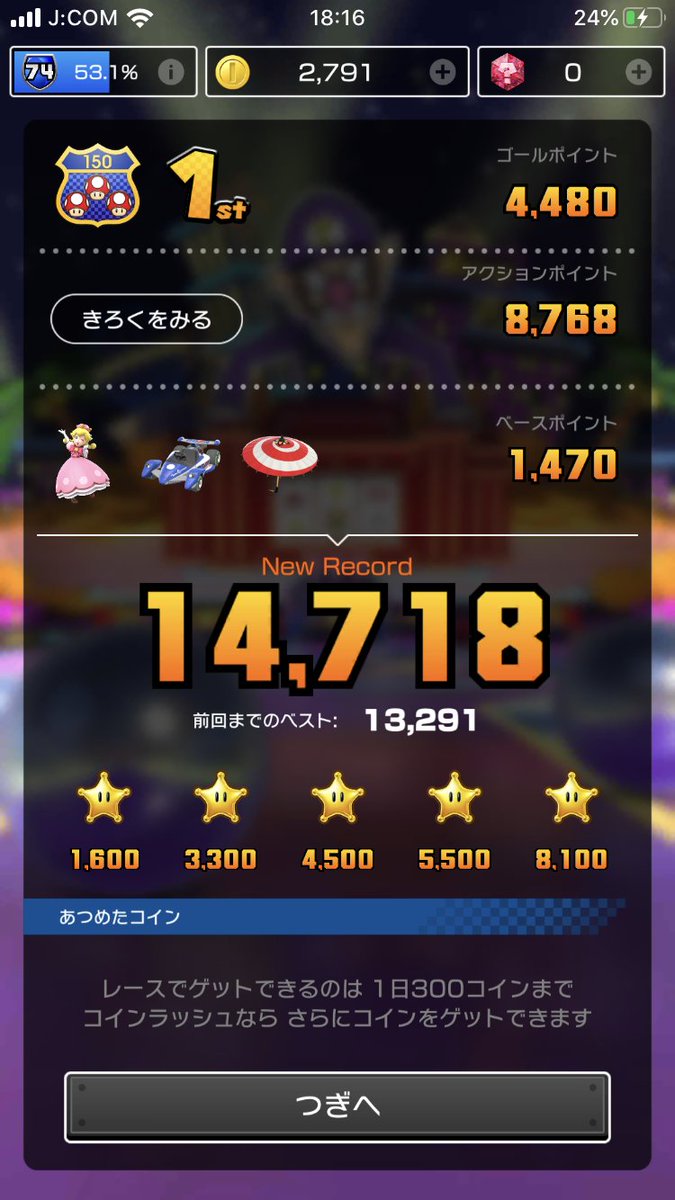 J:COM 18:16 24%
74 53.1% i 2,791 0
150 1st
ゴールポイント
4,480
アクションポイント
きろくをみる
8,768
ベースポイント
1,470
New Record
14,718
前回までのベスト: 13,291
1,600 3,300 4,500 5,500 8,100
あつめたコイン
レースでゲットできるのは 1日300コインまで
コインラッシュなら さらにコインをゲットできます
つぎへ